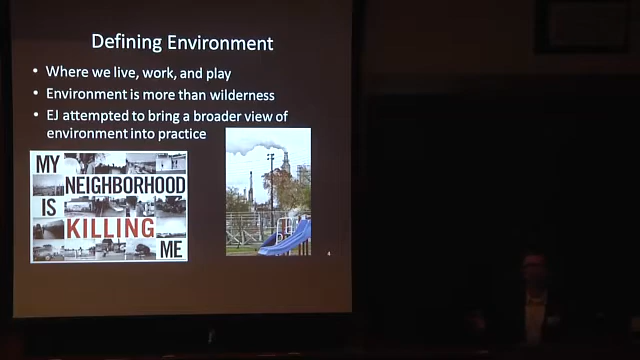 Defining Environment
• Where we live, work, and play
• Environment is more than wilderness
• EJ attempted to bring a broader view of
environment into practice
MY
NEIGHBORHOOD
IS
KILLING
ME
4